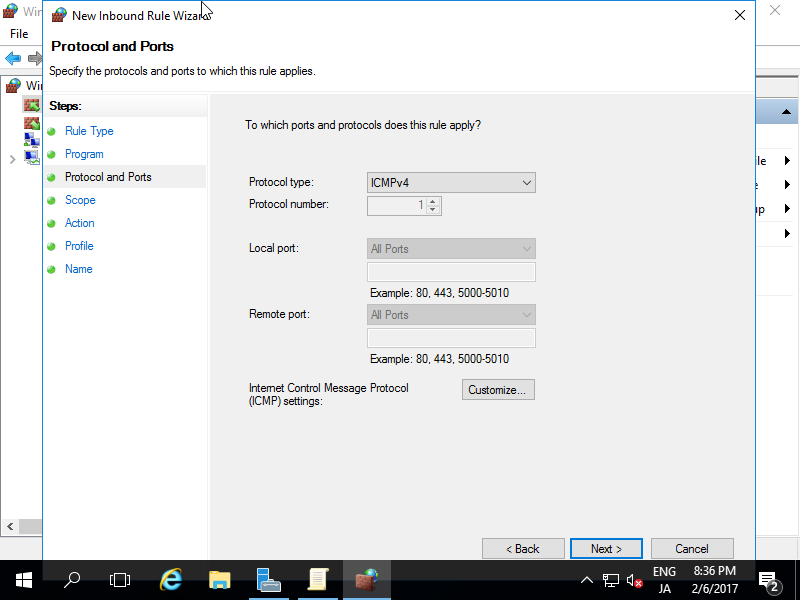 Win
New Inbound Rule Wizard
File
Protocol and Ports
Specify the protocols and ports to which this rule applies.
Win
Steps:
Rule Type
Program
Protocol and Ports
Scope
Action
Profile
Name
To which ports and protocols does this rule apply?
Protocol type:
ICMPv4
Protocol number:
1
Local port:
All Ports
Example: 80, 443, 5000-5010
Remote port:
All Ports
Example: 80, 443, 5000-5010
Internet Control Message Protocol
(ICMP) settings:
Customize...
< Back
Next >
Cancel
ENG
JA
8:36 PM
2/6/2017
2